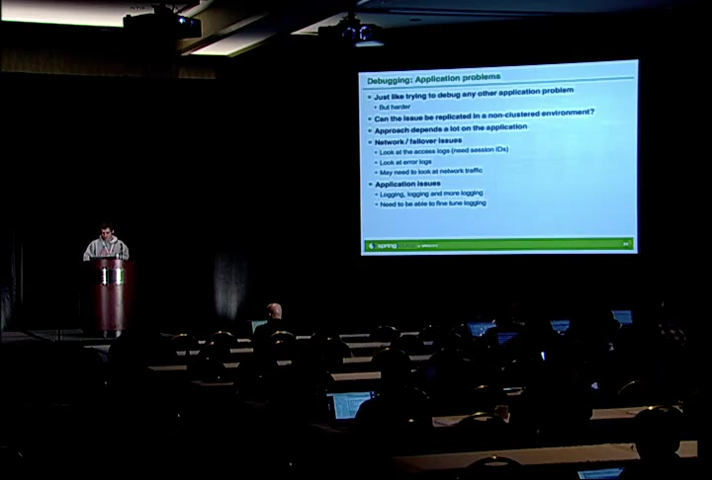 Debugging: Application problems
Just like trying to debug any other application problem
But harder
Can the issue be replicated in a non-clustered environment?
Approach depends a lot on the application
Network / failover issues
Look at the access logs (need session IDs)
Look at error logs
May need to look at network traffic
Application issues
Logging, logging and more logging
Need to be able to fine tune logging
spring